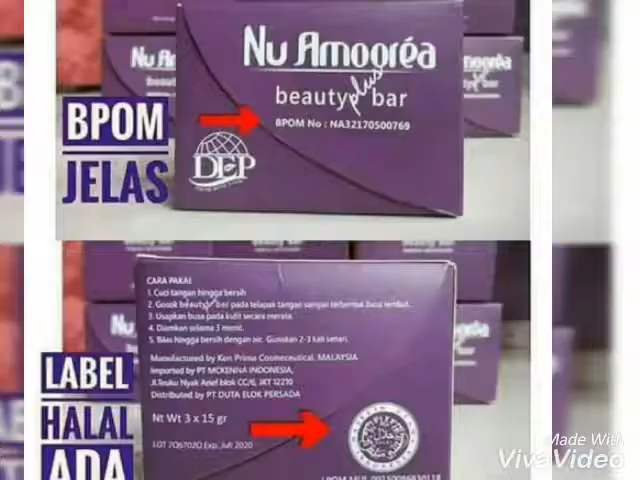 Nu Amooréa
beauty plus bar
BPOM No : NA32170500769
BPOM
JELAS
DEP
CARA PAKAI
1. Cuci tangan hingga bersih
2. Gosok beauty bar pada telapak tangan sampai terbentuk busa lembut.
3. Usapkan busa pada kulit secara merata.
4. Diamkan selama 3 menit.
5. Bilas hingga bersih dengan air. Gunakan 2-3 kali sehari.
Manufactured by Ken Prima Cosmeceutical, MALAYSIA
Imported by PT MCKENNA INDONESIA,
Jl.Teuku Nyak Arief blok CC/6, JKT 12210
Distributed by PT DUTA ELOK PERSADA
Nt Wt 3 x 15 gr
LOT 7Q6702Q Exp. Juli 2020
LABEL
HALAL
ADA
Made With
VivaVideo